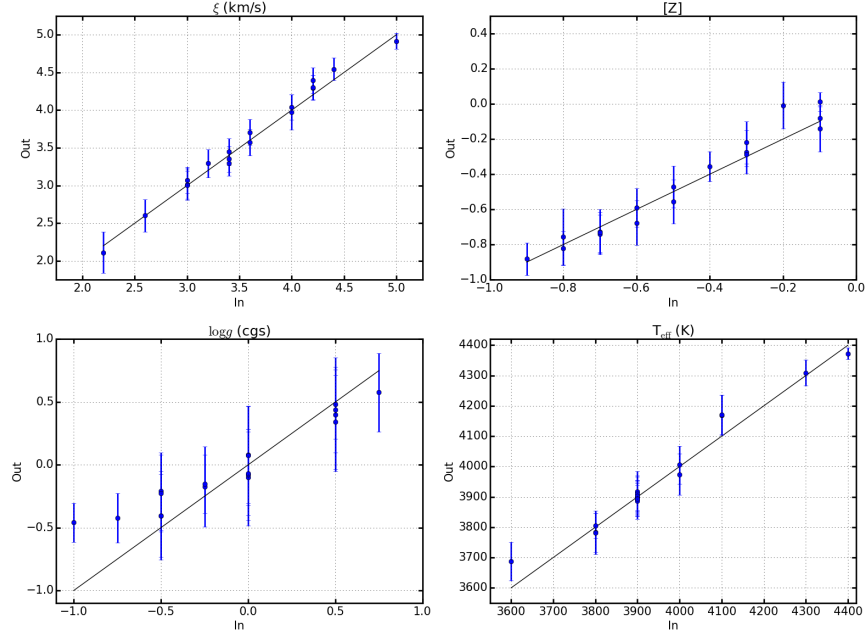 ξ (km/s)
5.0
4.5
4.0
3.5
3.0
2.5
2.0
Out
2.0 2.5 3.0 3.5 4.0 4.5 5.0
In
[Z]
0.4
0.2
0.0
−0.2
−0.4
−0.6
−0.8
−1.0
Out
−1.0 −0.8 −0.6 −0.4 −0.2 0.0
In
log g (cgs)
1.0
0.5
0.0
−0.5
−1.0
Out
−1.0 −0.5 0.0 0.5 1.0
In
T_eff (K)
4400
4300
4200
4100
4000
3900
3800
3700
3600
Out
3600 3700 3800 3900 4000 4100 4200 4300 4400
In